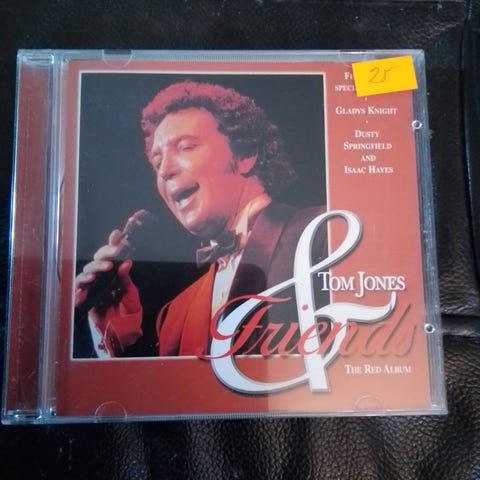 25
GLADYS KNIGHT
·
DUSTY
SPRINGFIELD
AND
ISAAC HAYES
TOM JONES
&
Friends
THE RED ALBUM